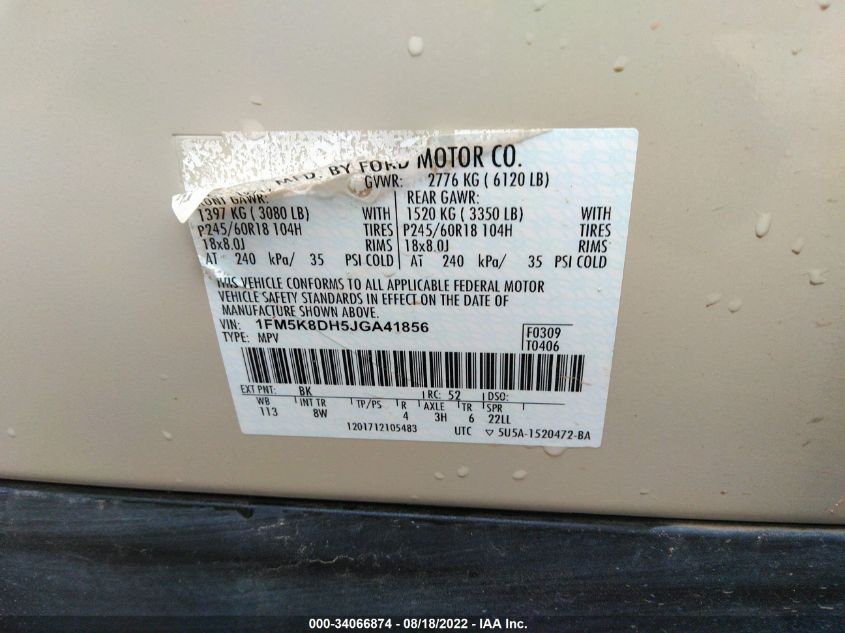 MFD. BY FORD MOTOR CO.
GVWR: 2776 KG ( 6120 LB)
FRONT GAWR: REAR GAWR:
1397 KG ( 3080 LB) WITH 1520 KG ( 3350 LB) WITH
P245/60R18 104H TIRES P245/60R18 104H TIRES
18x8.0J RIMS 18x8.0J RIMS
AT 240 kPa/ 35 PSI COLD AT 240 kPa/ 35 PSI COLD
THIS VEHICLE CONFORMS TO ALL APPLICABLE FEDERAL MOTOR
VEHICLE SAFETY STANDARDS IN EFFECT ON THE DATE OF
MANUFACTURE SHOWN ABOVE.
VIN: 1FM5K8DH5JGA41856 F0309
TYPE: MPV T0406
EXT PNT: BK RC: 52 DSO:
WB INT TR TP/PS R AXLE TR SPR
113 8W 4 3H 6 22LL
1201712105483 UTC ▽ 5U5A-1520472-BA
000-34066874 - 08/18/2022 - IAA Inc.